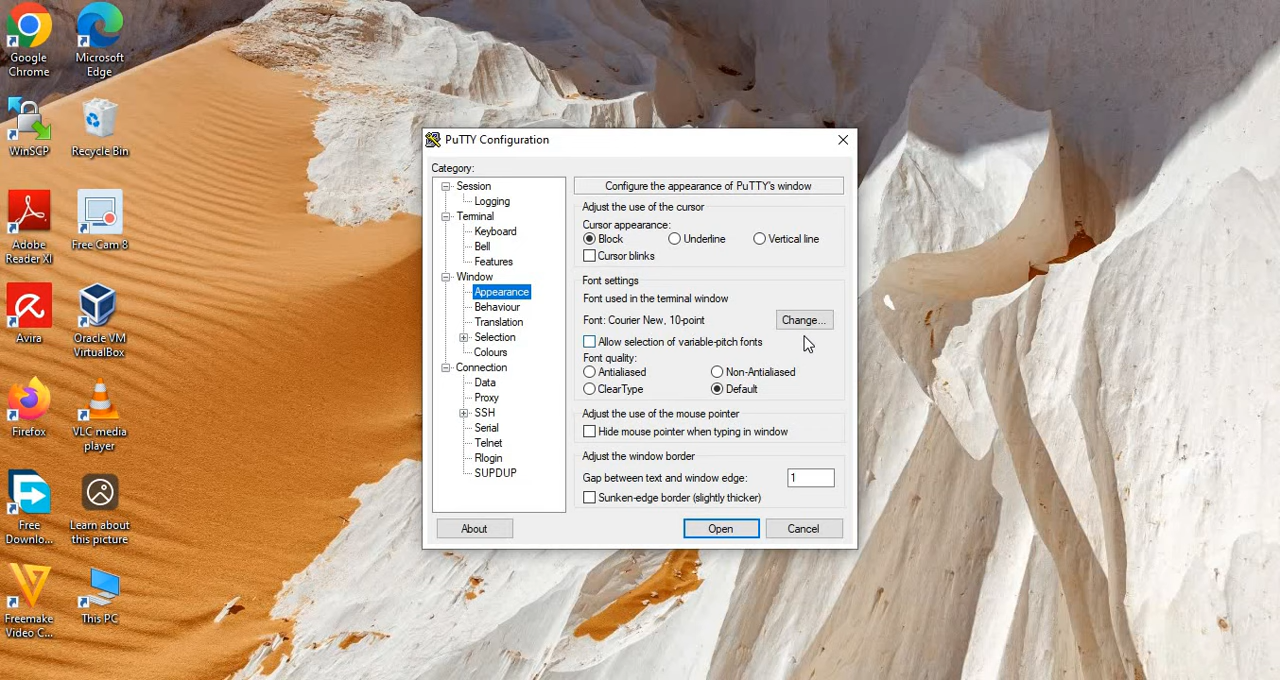 Google
Chrome
Microsoft
Edge
WinSCP
Recycle Bin
Adobe
Reader XI
Free Cam 8
Avira
Oracle VM
VirtualBox
Firefox
VLC media
player
Free
Downlo...
Learn about
this picture
Freemake
Video C...
This PC
PuTTY Configuration
Category:
Session
Logging
Terminal
Keyboard
Bell
Features
Window
Appearance
Behaviour
Translation
Selection
Colours
Connection
Data
Proxy
SSH
Serial
Telnet
Rlogin
SUPDUP
Configure the appearance of PuTTY's window
Adjust the use of the cursor
Cursor appearance:
Block Underline Vertical line
Cursor blinks
Font settings
Font used in the terminal window
Font: Courier New, 10-point Change...
Allow selection of variable-pitch fonts
Font quality:
Antialiased Non-Antialiased
ClearType Default
Adjust the use of the mouse pointer
Hide mouse pointer when typing in window
Adjust the window border
Gap between text and window edge: 1
Sunken-edge border (slightly thicker)
About Open Cancel